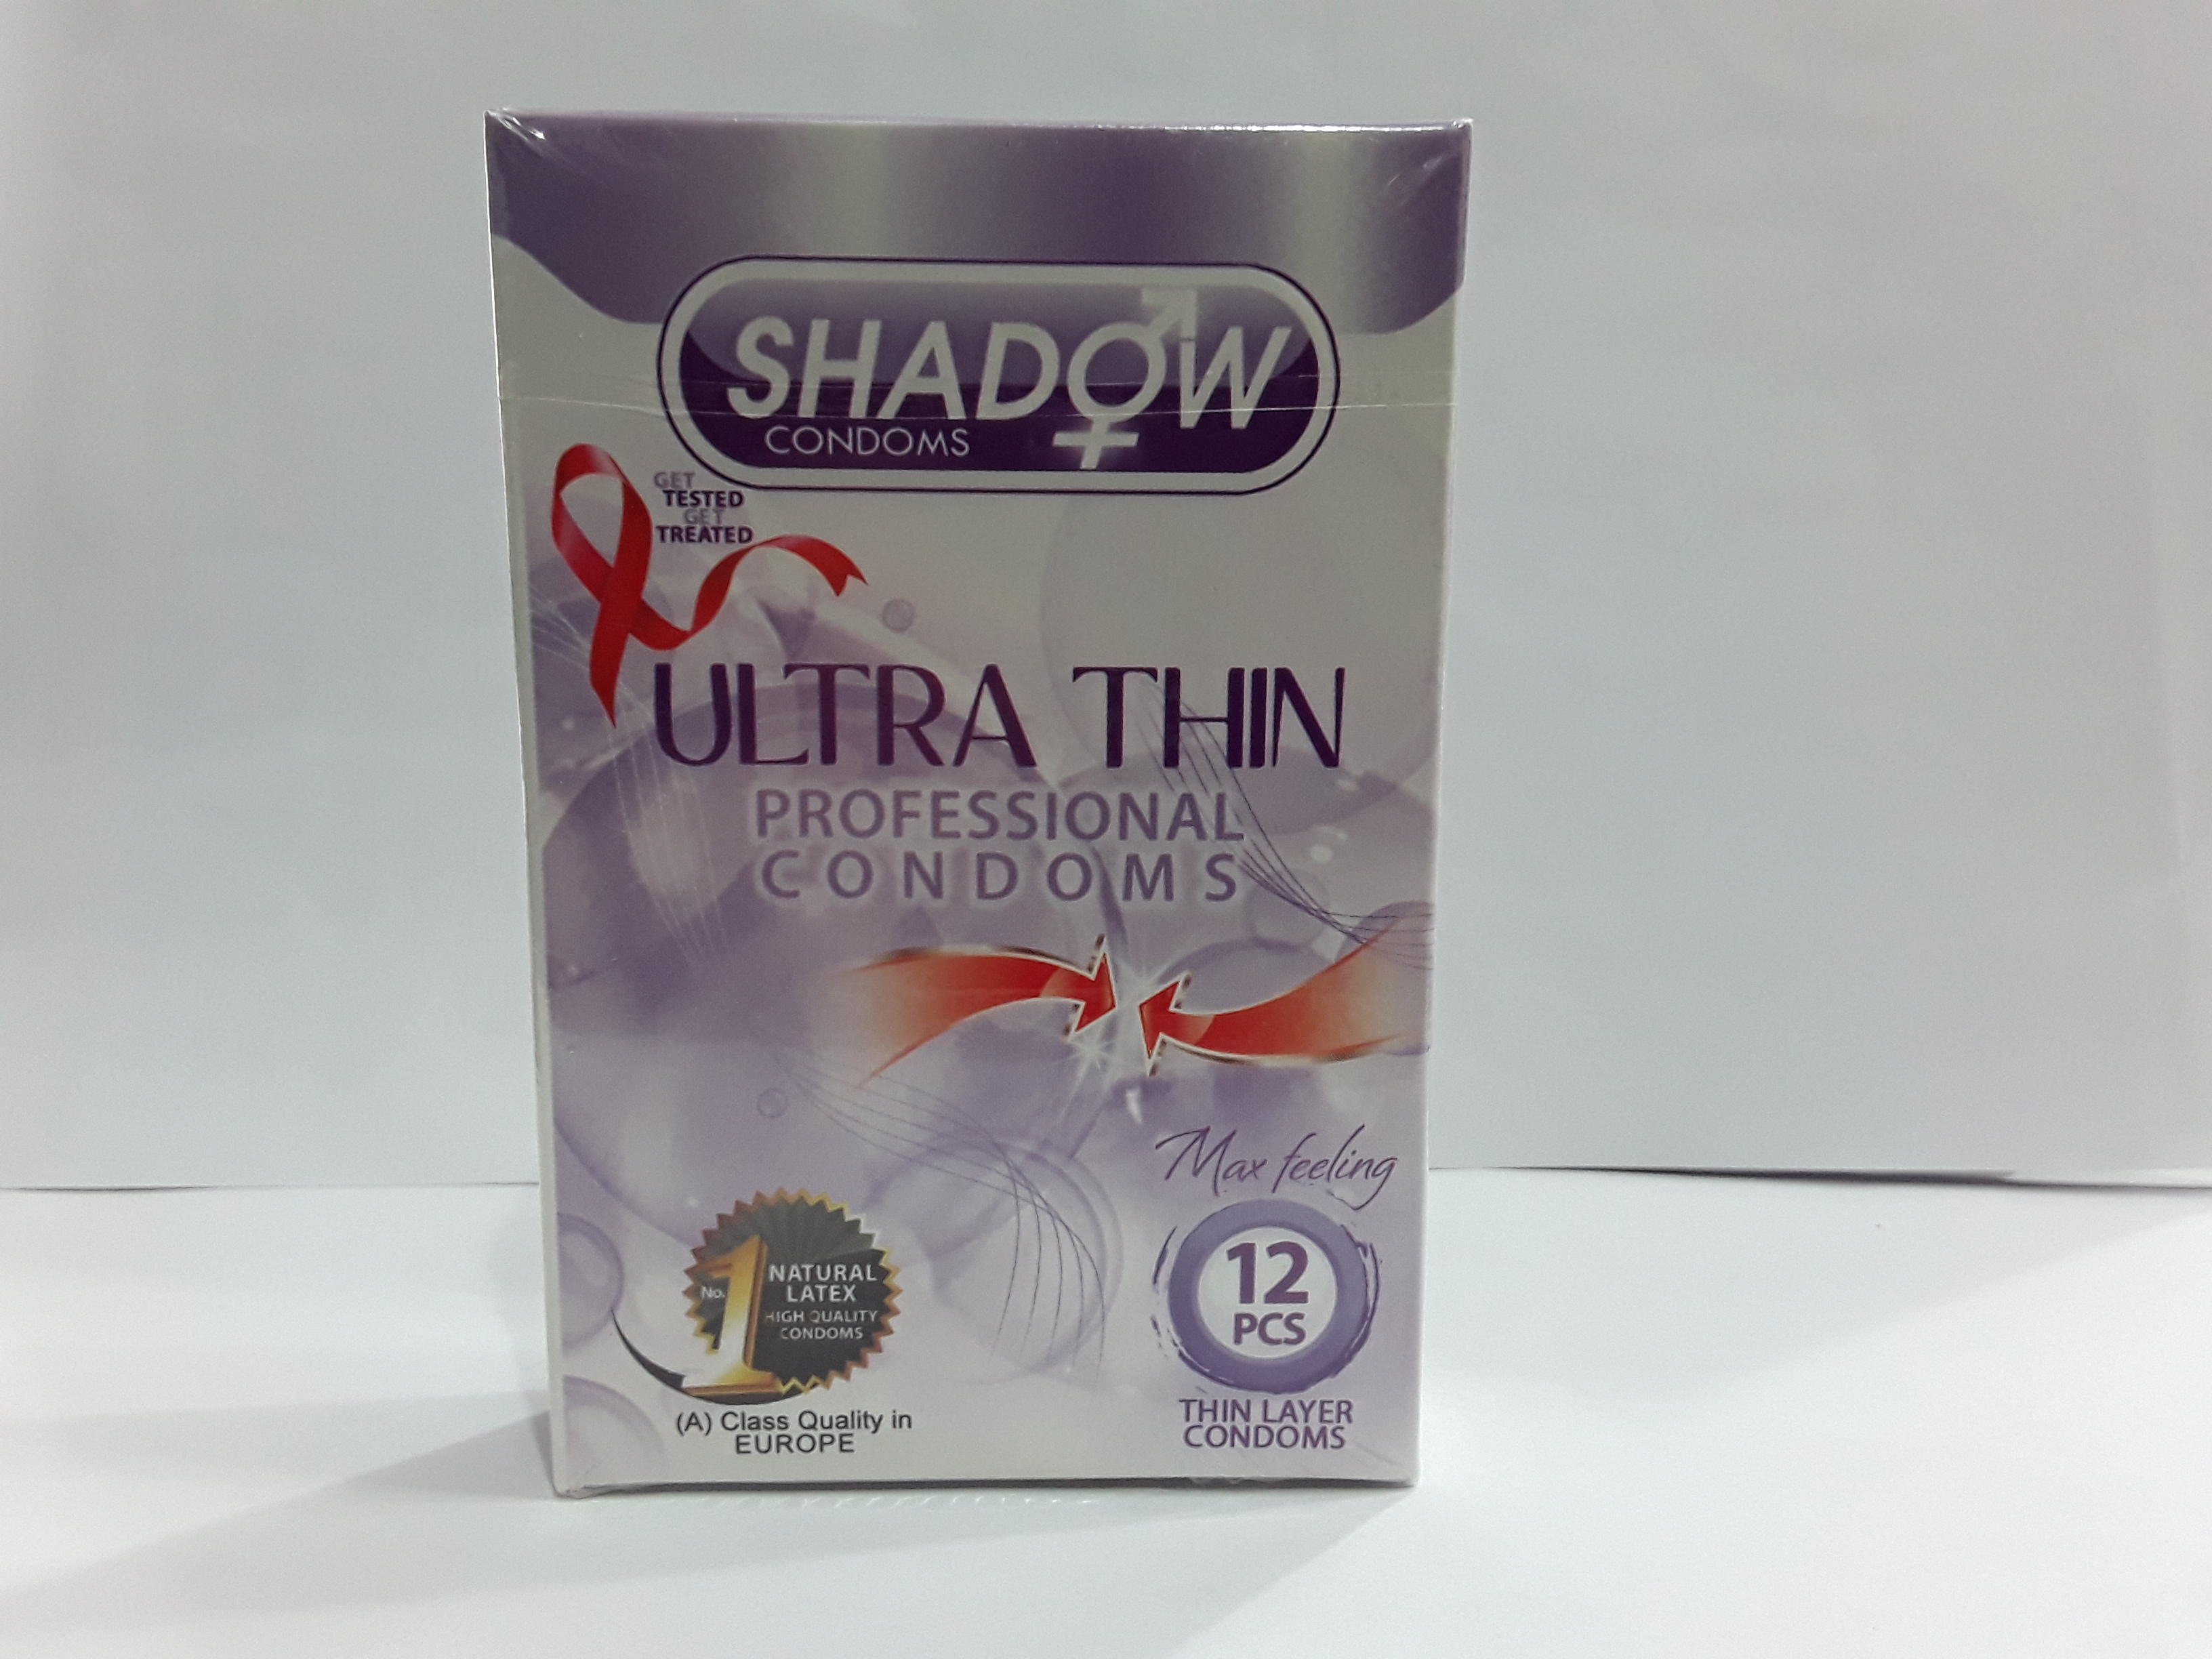 SHADOW
CONDOMS
GET
TESTED
GET
TREATED
ULTRA THIN
PROFESSIONAL
CONDOMS
Max feeling
No.1
NATURAL
LATEX
HIGH QUALITY
CONDOMS
(A) Class Quality in
EUROPE
12
PCS
THIN LAYER
CONDOMS